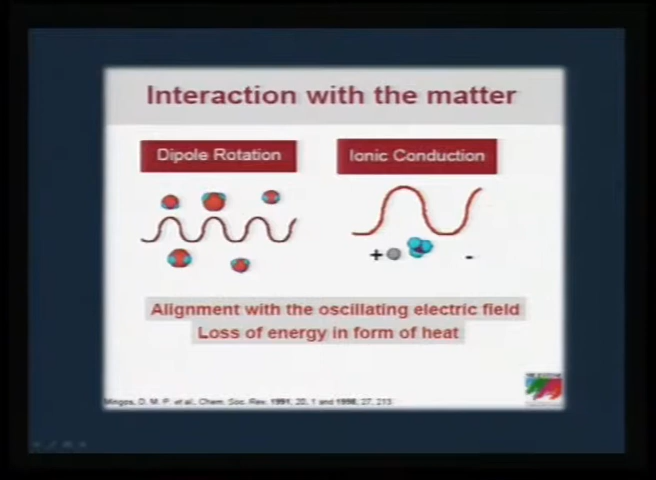 Interaction with the matter
Dipole Rotation
Ionic Conduction
+
-
Alignment with the oscillating electric field
Loss of energy in form of heat
Mingos, D. M. P. et al., Chem. Soc. Rev. 1991, 20, 1 and 1998, 27, 213